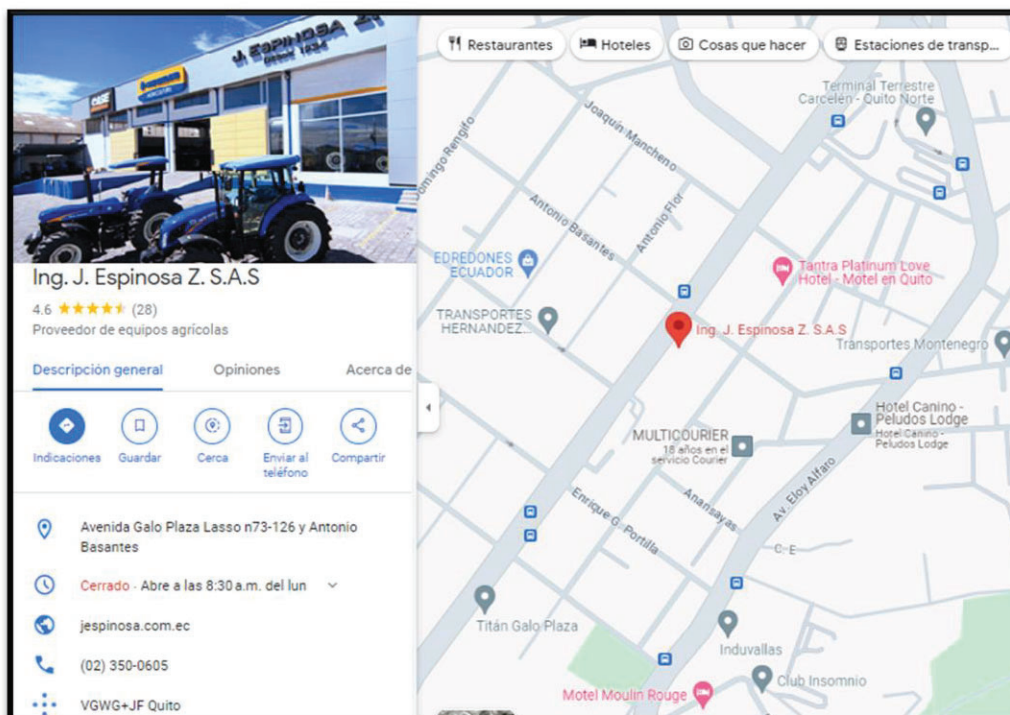 J. ESPINOSA Z.
DESDE 1934
CASE
Ing. J. Espinosa Z. S.A.S
4.6 ★★★★★ (28)
Proveedor de equipos agrícolas
Descripción general
Opiniones
Acerca de
Indicaciones
Guardar
Cerca
Enviar al
teléfono
Compartir
Avenida Galo Plaza Lasso n73-126 y Antonio
Basantes
Cerrado · Abre a las 8:30 a.m. del lun
jespinosa.com.ec
(02) 350-0605
VGWG+JF Quito
Restaurantes
Hoteles
Cosas que hacer
Estaciones de transp...
Terminal Terrestre
Carcelén - Quito Norte
Joaquín Mancheno
omingo Rengifo
Antonio Basantes
Antonio Flor
EDREDONES
ECUADOR
Tantra Platinum Love
Hotel - Motel en Quito
TRANSPORTES
HERNANDEZ...
Ing. J. Espinosa Z. S.A.S
Transportes Montenegro
Hotel Canino -
Peludos Lodge
Hotel Canino -
Peludos Lodge
MULTICOURIER
18 años en el
servicio Courier
Anansayas
Av. Eloy Alfaro
Enrique G. Portilla
C. E
Titán Galo Plaza
Induvallas
Club Insomnio
Motel Moulin Rouge